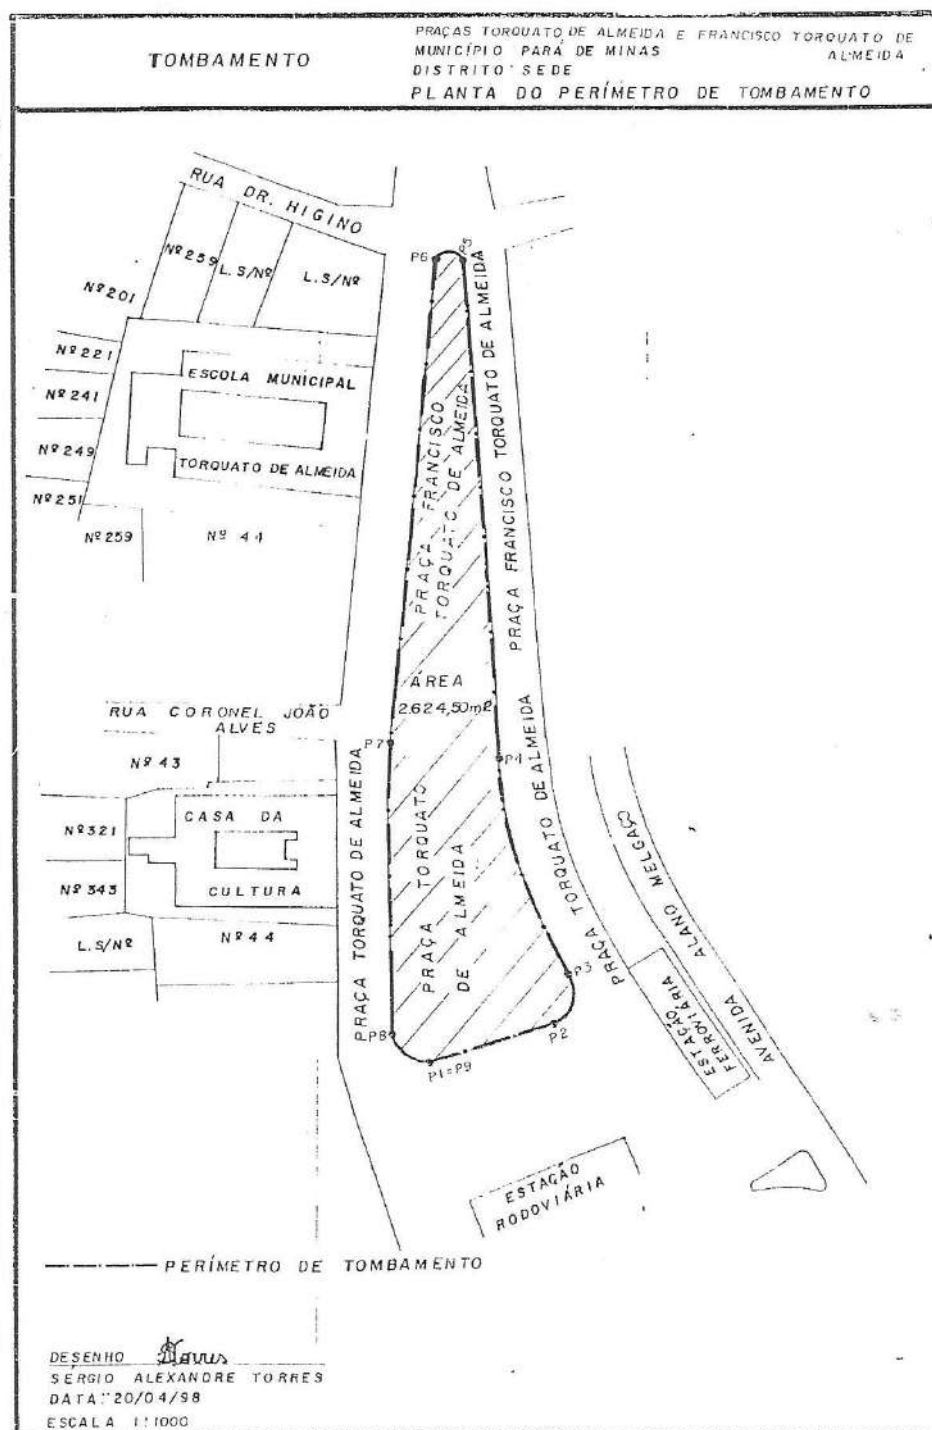 TOMBAMENTO
PRAÇAS TORQUATO DE ALMEIDA E FRANCISCO TORQUATO DE
ALMEIDA
MUNICÍPIO PARÁ DE MINAS
DISTRITO SEDE
PLANTA DO PERÍMETRO DE TOMBAMENTO
RUA DR. HIGINO
Nº 259
L. S/Nº
L. S/Nº
Nº 201
P6
P5
Nº 221
ESCOLA MUNICIPAL
Nº 241
Nº 249
TORQUATO DE ALMEIDA
Nº 251
Nº 259
Nº 44
PRAÇA FRANCISCO
TORQUATO DE ALMEIDA
PRAÇA FRANCISCO TORQUATO DE ALMEIDA
ÁREA
2.624,50m2
RUA CORONEL JOÃO
ALVES
P7
P4
Nº 43
CASA DA
Nº 321
Nº 343
CULTURA
L. S/Nº
Nº 44
PRAÇA TORQUATO DE ALMEIDA
PRAÇA TORQUATO
DE ALMEIDA
PRAÇA TORQUATO DE ALMEIDA
AVENIDA ALANO MELGAÇO
P3
ESTAÇÃO
FERROVIÁRIA
P8
P2
P1=P9
ESTAÇÃO
RODOVIÁRIA
PERÍMETRO DE TOMBAMENTO
DESENHO Torres
SÉRGIO ALEXANDRE TORRES
DATA: 20/04/98
ESCALA 1:1000